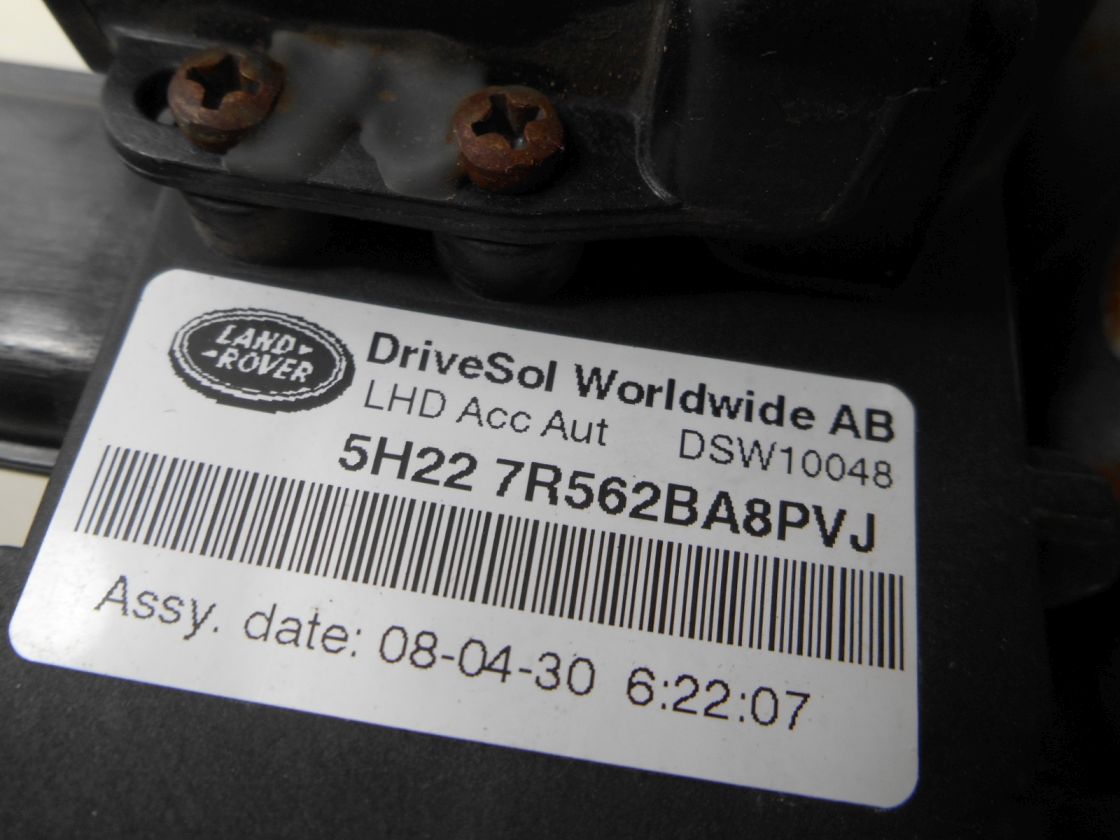 LAND
ROVER
DriveSol Worldwide AB
LHD Acc Aut DSW10048
5H22 7R562BA8PVJ
Assy. date: 08-04-30 6:22:07